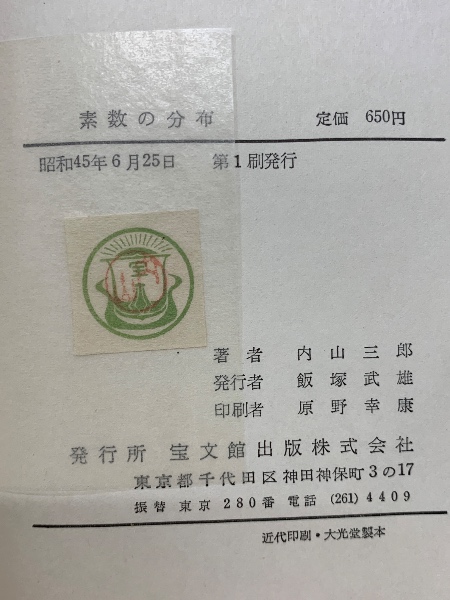 素数の分布 定価 650円
昭和45年6月25日 第1刷発行
宝
著者 内山三郎
発行者 飯塚武雄
印刷者 原野幸康
発行所 宝文館出版株式会社
東京都千代田区神田神保町3の17
振替 東京 280番 電話 (261) 4409
近代印刷・大光堂製本